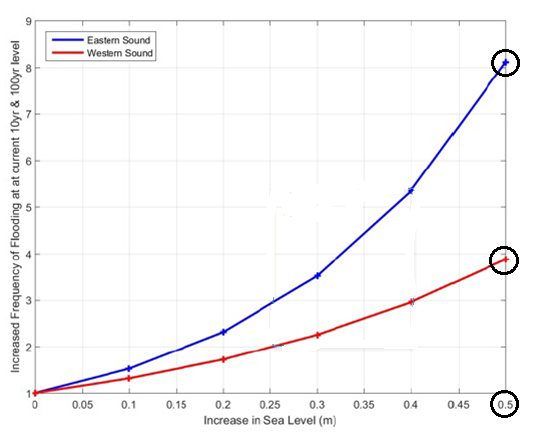 Eastern Sound
Western Sound
Increased Frequency of Flooding at at current 10yr & 100yr level
9
8
7
6
5
4
3
2
1
0 0.05 0.1 0.15 0.2 0.25 0.3 0.35 0.4 0.45 0.5
Increase in Sea Level (m)